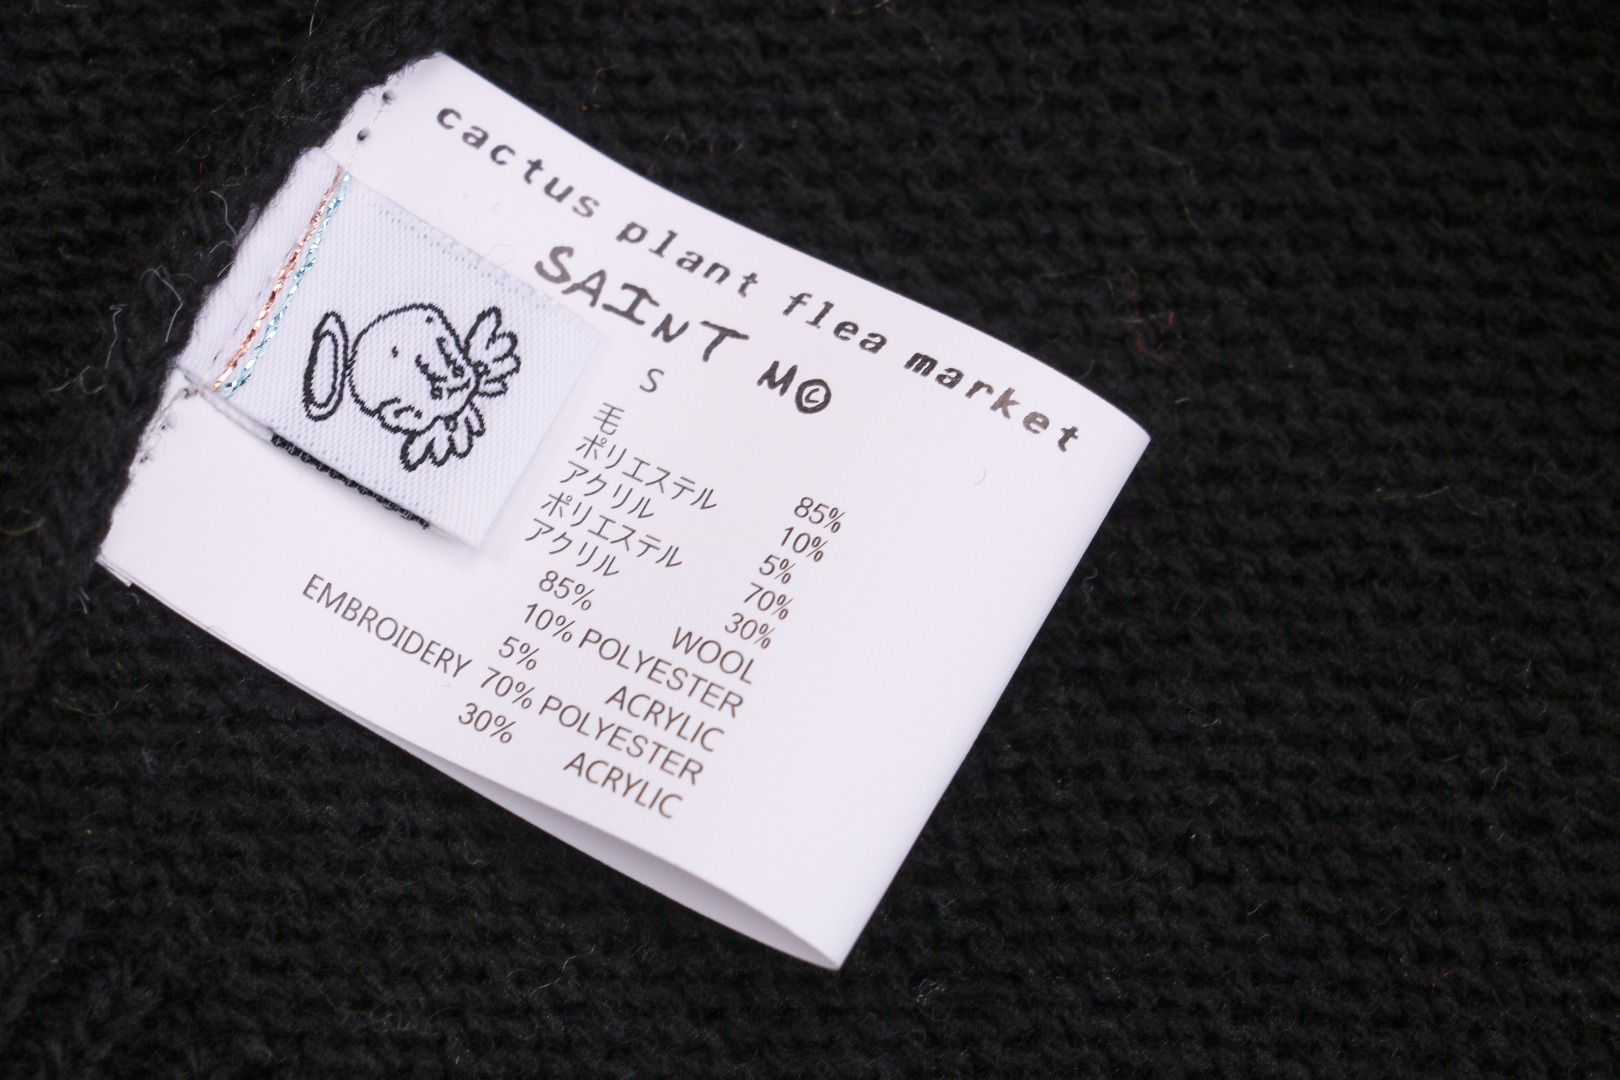 cactus plant flea market
SAINT M©
S
毛 85%
ポリエステル 10%
アクリル 5%
ポリエステル 70%
アクリル 30%
85% WOOL
10% POLYESTER
5% ACRYLIC
EMBROIDERY 70% POLYESTER
30% ACRYLIC